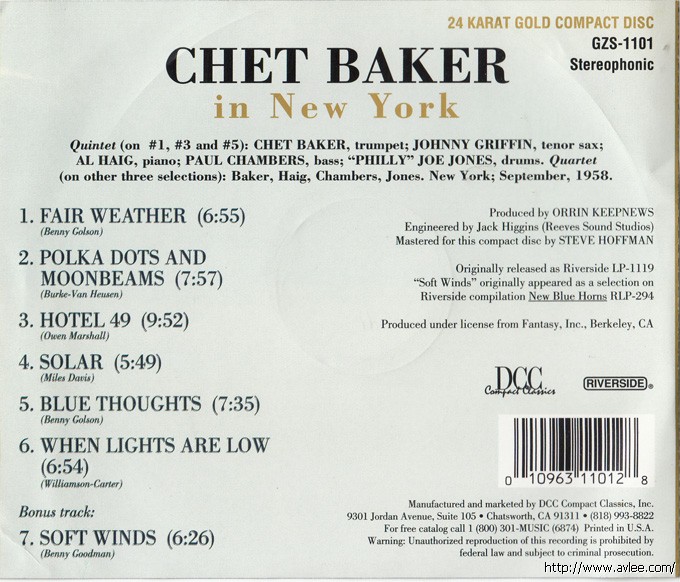 24 KARAT GOLD COMPACT DISC
GZS-1101
Stereophonic
CHET BAKER
in New York
Quintet (on #1, #3 and #5): CHET BAKER, trumpet; JOHNNY GRIFFIN, tenor sax;
AL HAIG, piano; PAUL CHAMBERS, bass; “PHILLY” JOE JONES, drums. Quartet
(on other three selections): Baker, Haig, Chambers, Jones. New York; September, 1958.
1. FAIR WEATHER (6:55)
(Benny Golson)
2. POLKA DOTS AND
MOONBEAMS (7:57)
(Burke-Van Heusen)
3. HOTEL 49 (9:52)
(Owen Marshall)
4. SOLAR (5:49)
(Miles Davis)
5. BLUE THOUGHTS (7:35)
(Benny Golson)
6. WHEN LIGHTS ARE LOW
(6:54)
(Williamson-Carter)
Bonus track:
7. SOFT WINDS (6:26)
(Benny Goodman)
Produced by ORRIN KEEPNEWS
Engineered by Jack Higgins (Reeves Sound Studios)
Mastered for this compact disc by STEVE HOFFMAN
Originally released as Riverside LP-1119
“Soft Winds” originally appeared as a selection on
Riverside compilation New Blue Horns RLP-294
Produced under license from Fantasy, Inc., Berkeley, CA
DCC
Compact Classics
RIVERSIDE®
0 10963 11012 8
Manufactured and marketed by DCC Compact Classics, Inc.
9301 Jordan Avenue, Suite 105 • Chatsworth, CA 91311 • (818) 993-8822
For free catalog call 1 (800) 301-MUSIC (6874) Printed in U.S.A.
Warning: Unauthorized reproduction of this recording is prohibited by
federal law and subject to criminal prosecution.
http://www.avlee.com/